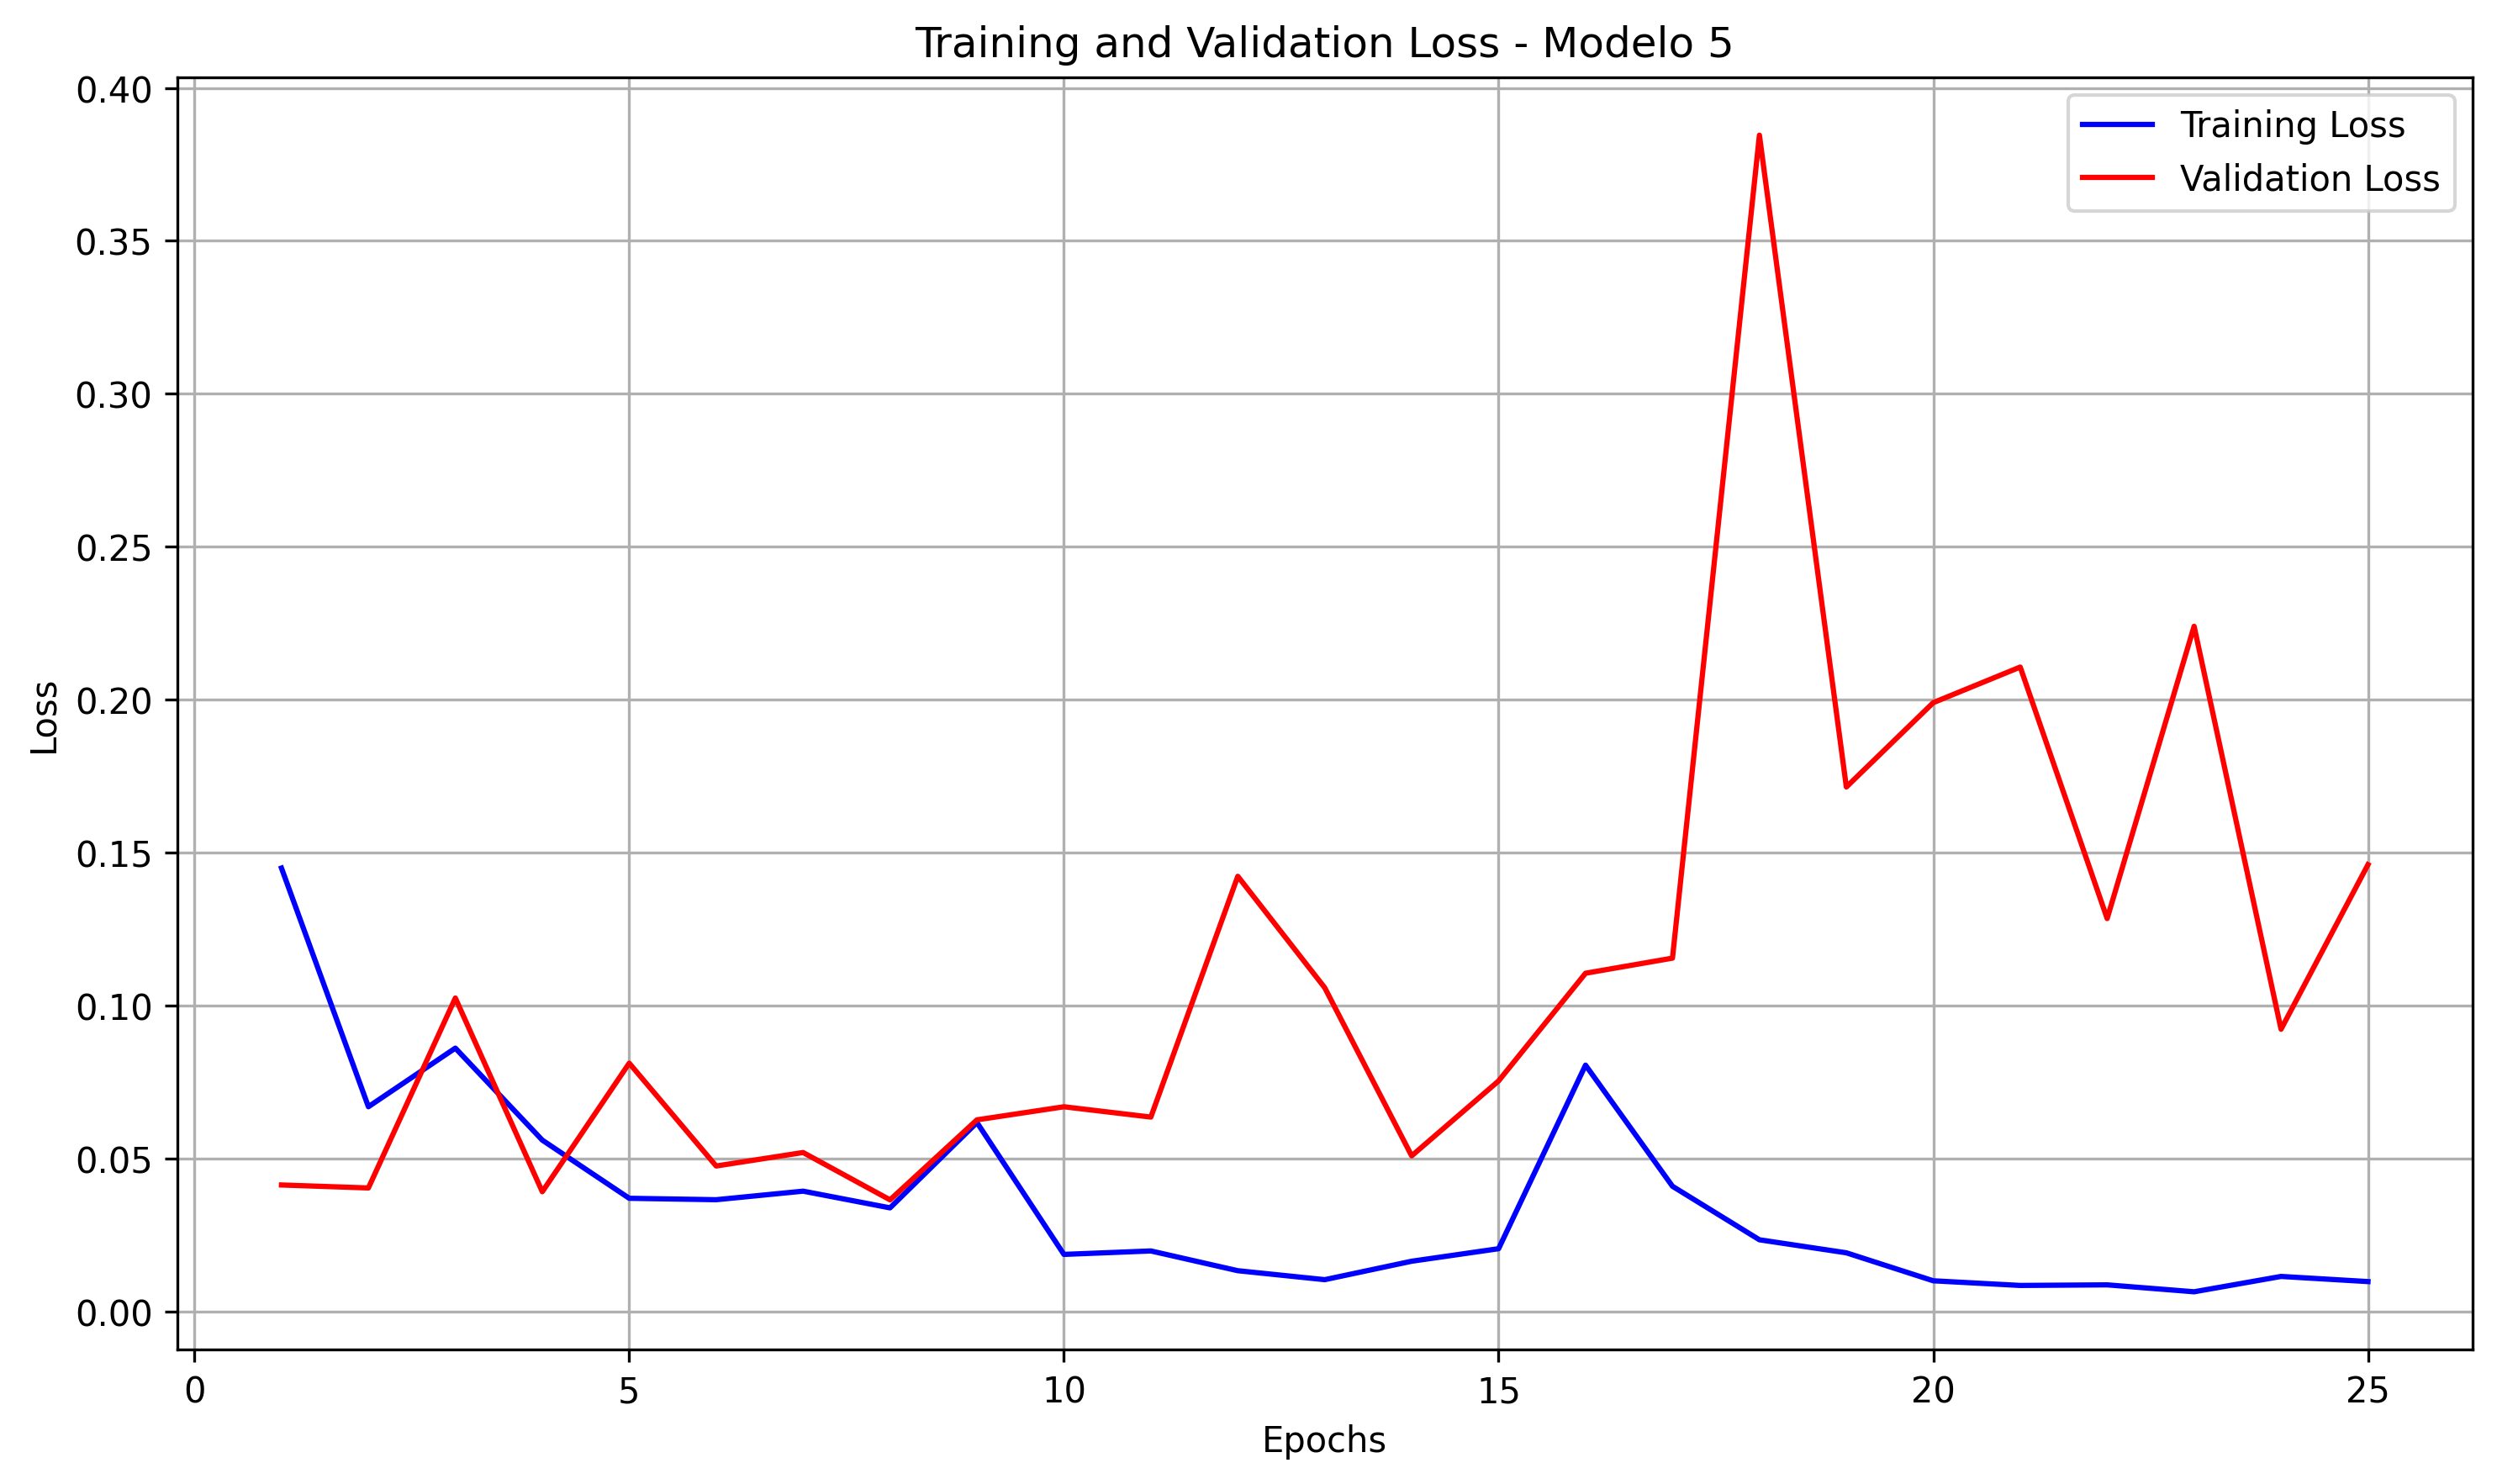 Training and Validation Loss - Modelo 5
Training Loss
Validation Loss
Loss
0.40
0.35
0.30
0.25
0.20
0.15
0.10
0.05
0.00
0 5 10 15 20 25
Epochs